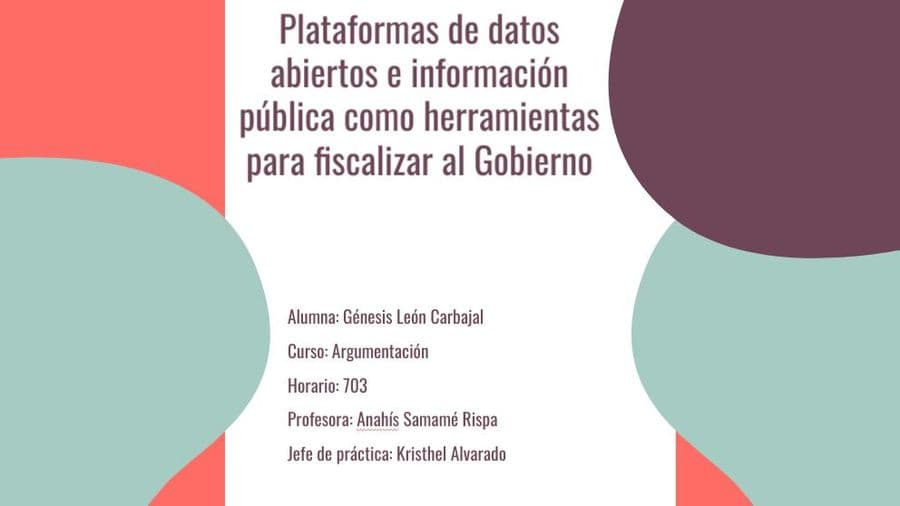 Plataformas de datos
abiertos e información
pública como herramientas
para fiscalizar al Gobierno
Alumna: Génesis León Carbajal
Curso: Argumentación
Horario: 703
Profesora: Anahís Samamé Rispa
Jefe de práctica: Kristhel Alvarado